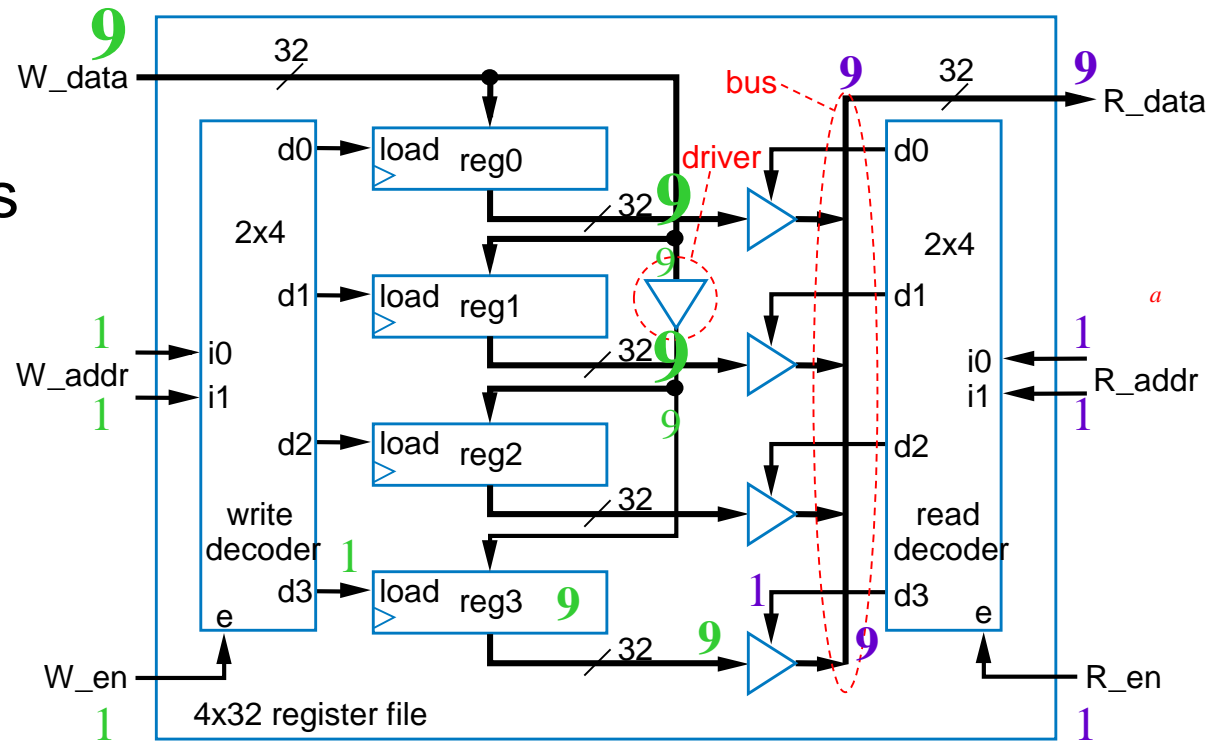 9
W_data
32
9
bus
32
9
R_data
d0
load
reg0
driver
d0
s
2x4
32
9
2x4
9
d1
load
reg1
d1
a
1
i0
32
9
i0
1
W_addr
i1
i1
R_addr
1
9
1
d2
load
reg2
d2
write
decoder
32
read
decoder
1
d3
load
reg3
9
1
d3
e
e
32
9
9
W_en
R_en
1
4x32 register file
1